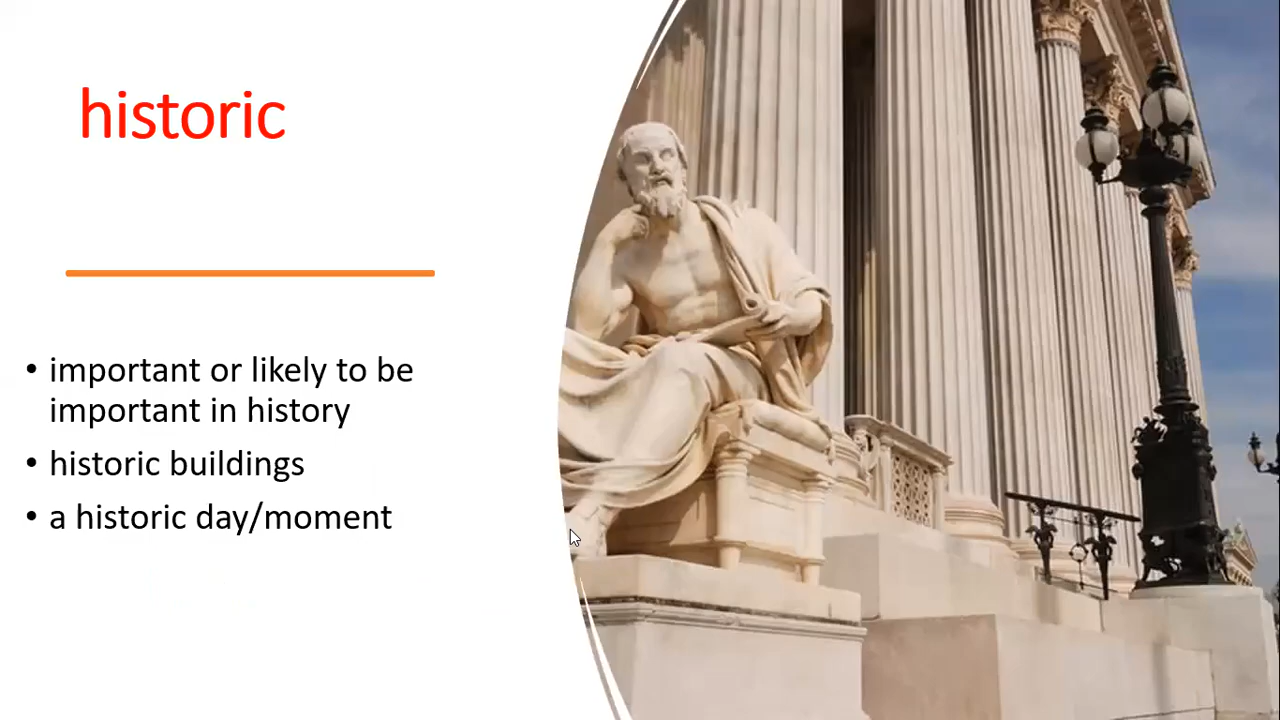 historic
• important or likely to be
important in history
• historic buildings
• a historic day/moment